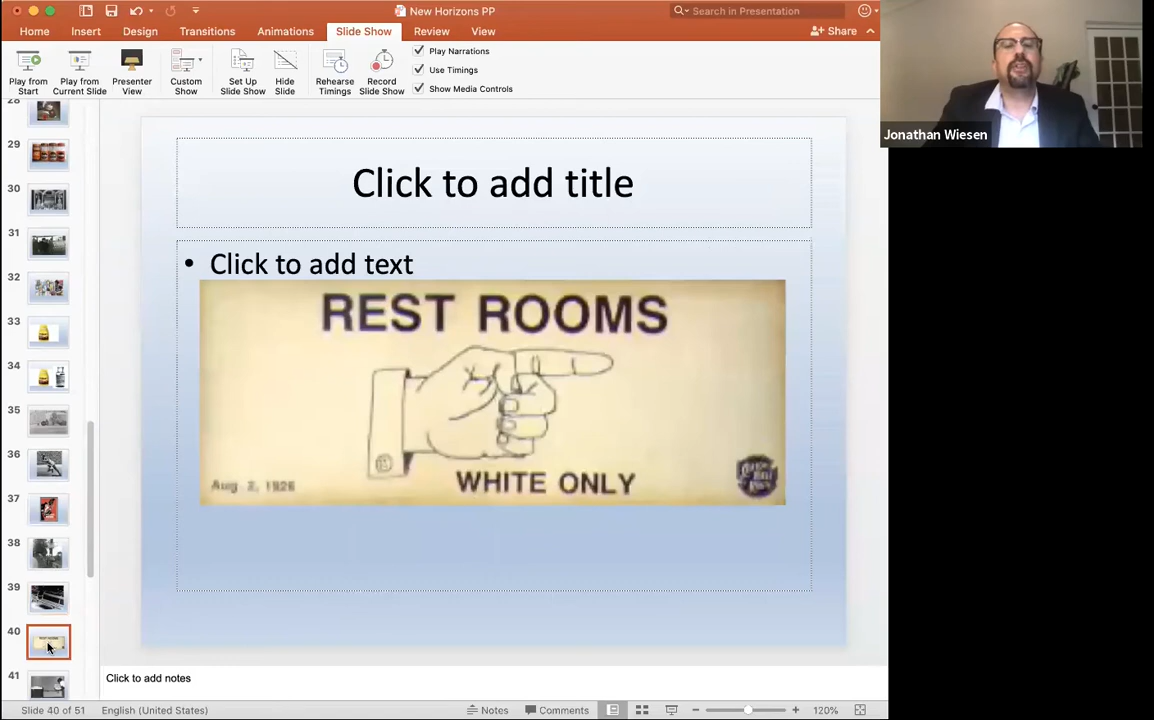 New Horizons PP
Search in Presentation
Home
Insert
Design
Transitions
Animations
Slide Show
Review
View
Share
Play from
Start
Play from
Current Slide
Presenter
View
Custom
Show
Set Up
Slide Show
Hide
Slide
Rehearse
Timings
Record
Slide Show
Play Narrations
Use Timings
Show Media Controls
Jonathan Wiesen
28
29
30
31
32
33
34
35
36
37
38
39
40
41
Click to add title
• Click to add text
REST ROOMS
WHITE ONLY
Aug 2, 1926
Click to add notes
Slide 40 of 51
English (United States)
Notes
Comments
120%